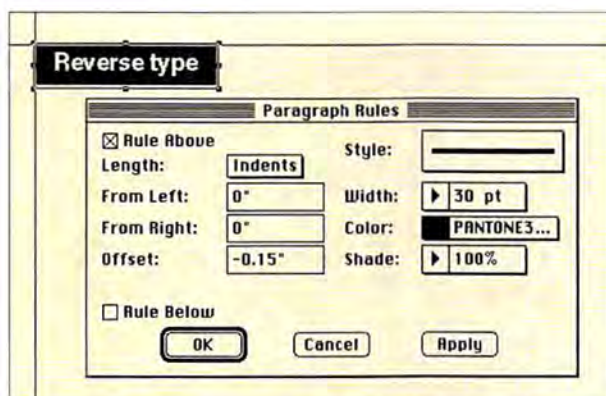 Reverse type
Paragraph Rules
Rule Above
Length: Indents
Style:
From Left: 0"
Width: 30 pt
From Right: 0"
Color: PANTONE3...
Offset: -0.15"
Shade: 100%
Rule Below
OK Cancel Apply